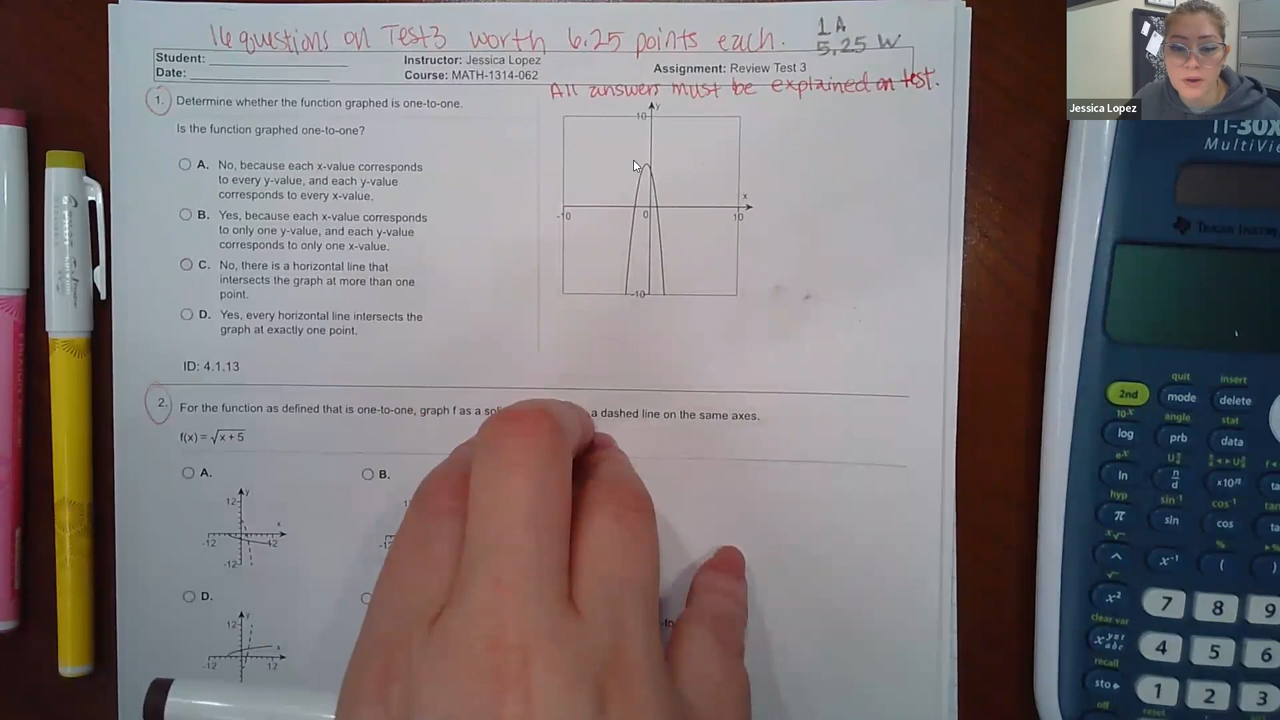 16 questions on Test3 worth 6.25 points each.
1 A
5.25 W
Student:
Date:
Instructor: Jessica Lopez
Course: MATH-1314-062
Assignment: Review Test 3
All answers must be explained on test.
1. Determine whether the function graphed is one-to-one.
Is the function graphed one-to-one?
A. No, because each x-value corresponds
to every y-value, and each y-value
corresponds to every x-value.
B. Yes, because each x-value corresponds
to only one y-value, and each y-value
corresponds to only one x-value.
C. No, there is a horizontal line that
intersects the graph at more than one
point.
D. Yes, every horizontal line intersects the
graph at exactly one point.
y
10
x
-10
0
10
-10
ID: 4.1.13
2. For the function as defined that is one-to-one, graph f as a a dashed line on the same axes.
f(x) = √x + 5
A.
B.
12
y
x
-12
12
-12
D.
12
y
x
-12
12
Jessica Lopez
TI-30X
MultiView
TEXAS
quit
insert
2nd
mode
delete
10ˣ
angle
stat
log
prb
data
eˣ
ln
n/d
×10ⁿ
hyp
sin⁻¹
cos⁻¹
π
sin
cos
^
x⁻¹
(
)
√
%
x²
7
8
9
clear var
4
5
6
recall
sto
1
2
3
off
reset